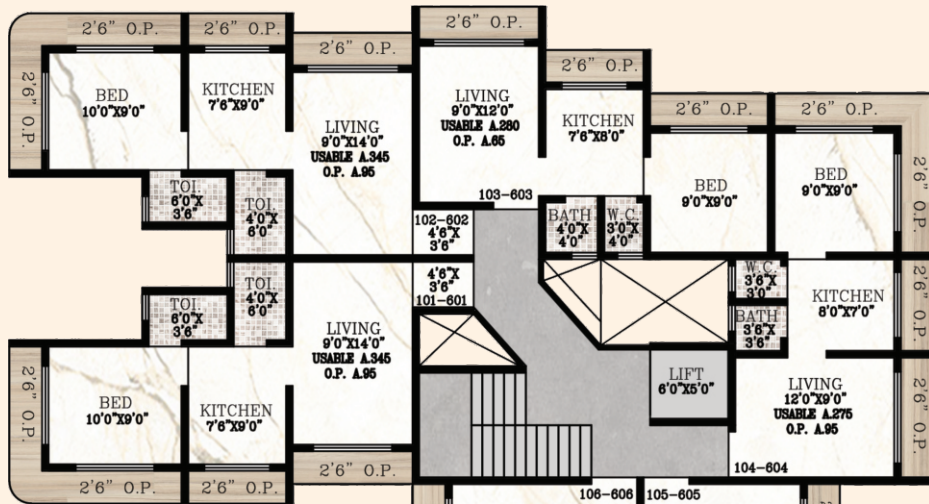 2'6" O.P.
2'6" O.P.
2'6" O.P.
2'6" O.P.
2'6" O.P.
2'6" O.P.
2'6" O.P.
2'6" O.P.
BED
10'0"X9'0"
KITCHEN
7'6"X9'0"
LIVING
9'0"X14'0"
USABLE A.345
O.P. A.95
LIVING
9'0"X12'0"
USABLE A.280
O.P. A.65
KITCHEN
7'6"X8'0"
BED
9'0"X9'0"
BED
9'0"X9'0"
2'6" O.P.
TOI.
6'0"X
3'6"
TOI.
4'0"X
6'0"
103-603
102-602
4'6"X
3'6"
BATH
4'0"X
4'0"
W.C.
3'0"X
4'0"
TOI.
6'0"X
3'6"
TOI.
4'0"X
6'0"
4'6"X
3'6"
101-601
W.C.
3'6"X
3'0"
BATH
3'6"X
3'6"
KITCHEN
8'0"X7'0"
2'6" O.P.
LIVING
9'0"X14'0"
USABLE A.345
O.P. A.95
LIFT
6'0"X5'0"
LIVING
12'0"X9'0"
USABLE A.275
O.P. A.95
104-604
2'6" O.P.
2'6" O.P.
BED
10'0"X9'0"
KITCHEN
7'6"X9'0"
2'6" O.P.
2'6" O.P.
2'6" O.P.
106-606
105-605